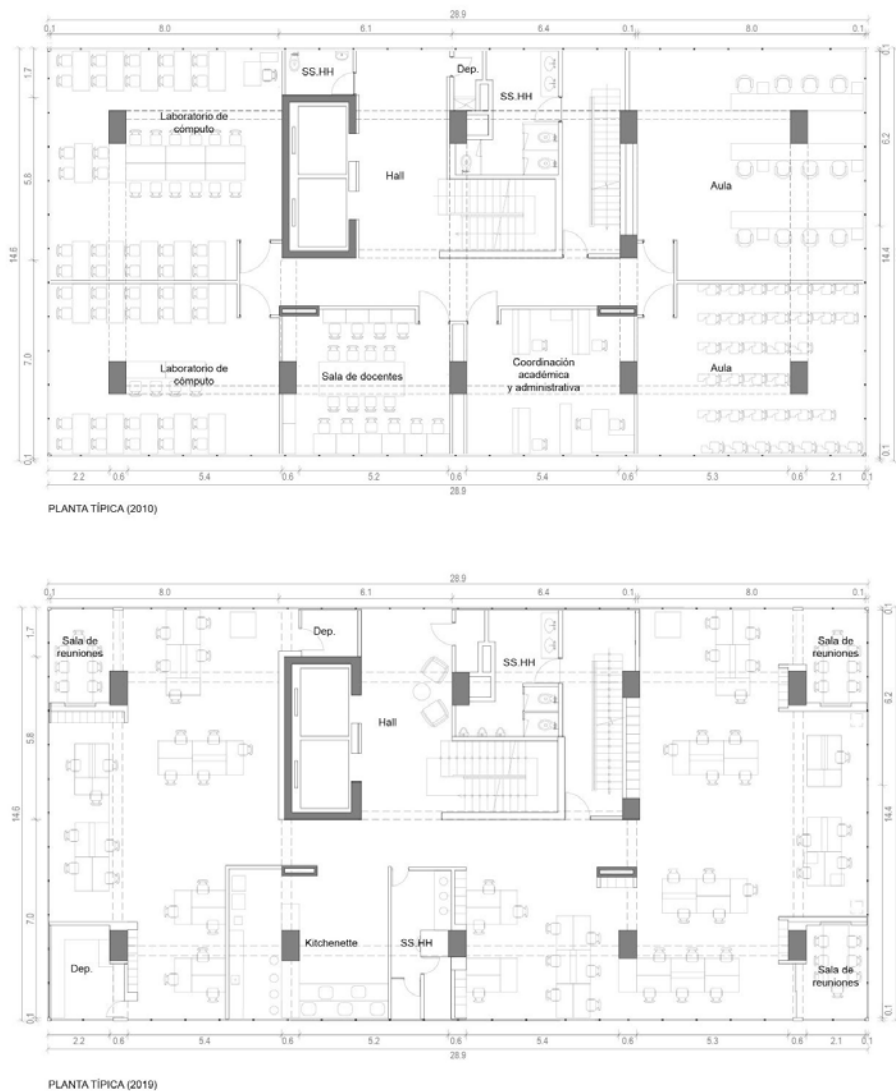 28.9
0.1 8.0 6.1 6.4 0.1 8.0 0.1
SS.HH
Dep.
SS.HH
1.7
0.1
Laboratorio de
cómputo
6.2
Hall
Aula
5.8
14.6
14.4
Laboratorio de
cómputo
Sala de docentes
Coordinación
académica
y administrativa
Aula
7.0
0.1
0.1
2.2 0.6 5.4 0.6 5.2 0.6 5.4 0.6 5.3 0.6 2.1 0.1
28.9
PLANTA TÍPICA (2010)
28.9
0.1 8.0 6.1 6.4 0.1 8.0 0.1
1.7
0.1
Sala de
reuniones
Dep.
SS.HH
Sala de
reuniones
6.2
Hall
5.8
14.6
14.4
7.0
Dep.
Kitchenette
SS.HH
Sala de
reuniones
0.1
0.1
2.2 0.6 5.4 0.6 5.2 0.6 5.4 0.6 5.3 0.6 2.1 0.1
28.9
PLANTA TÍPICA (2019)